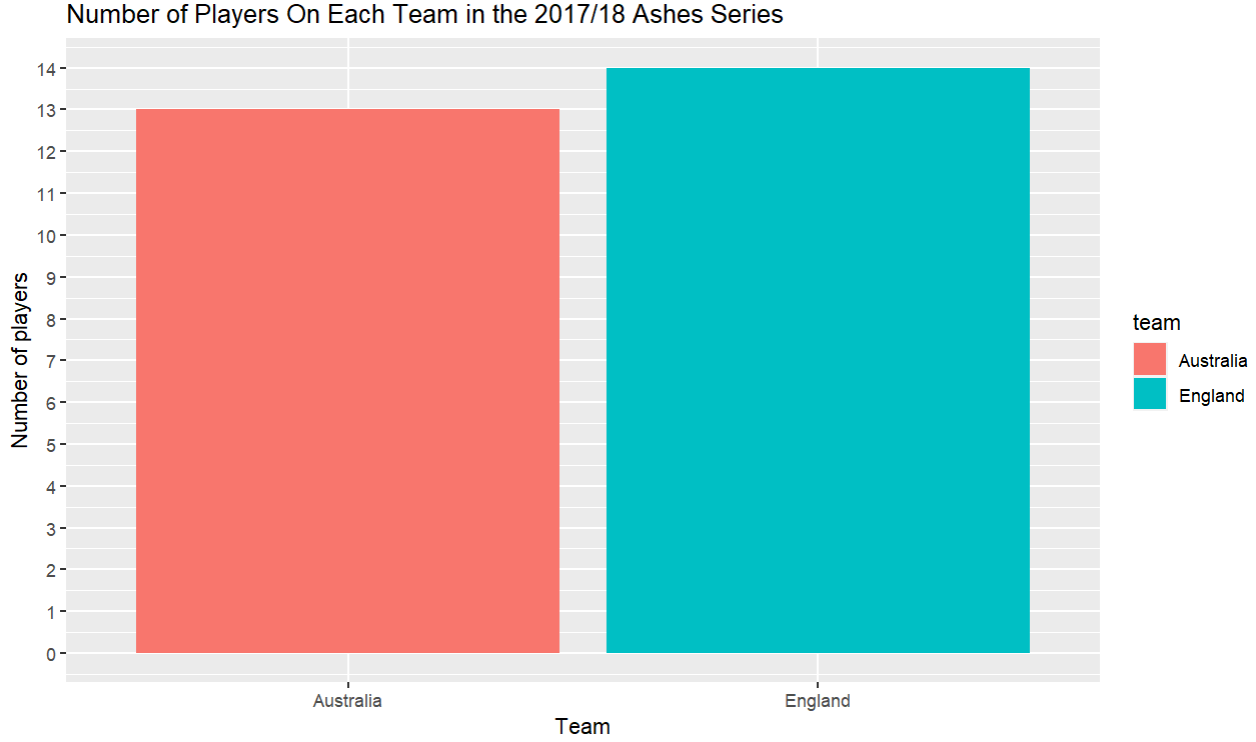 Number of Players On Each Team in the 2017/18 Ashes Series
Number of players
14
13
12
11
10
9
8
7
6
5
4
3
2
1
0
Australia
England
Team
team
Australia
England